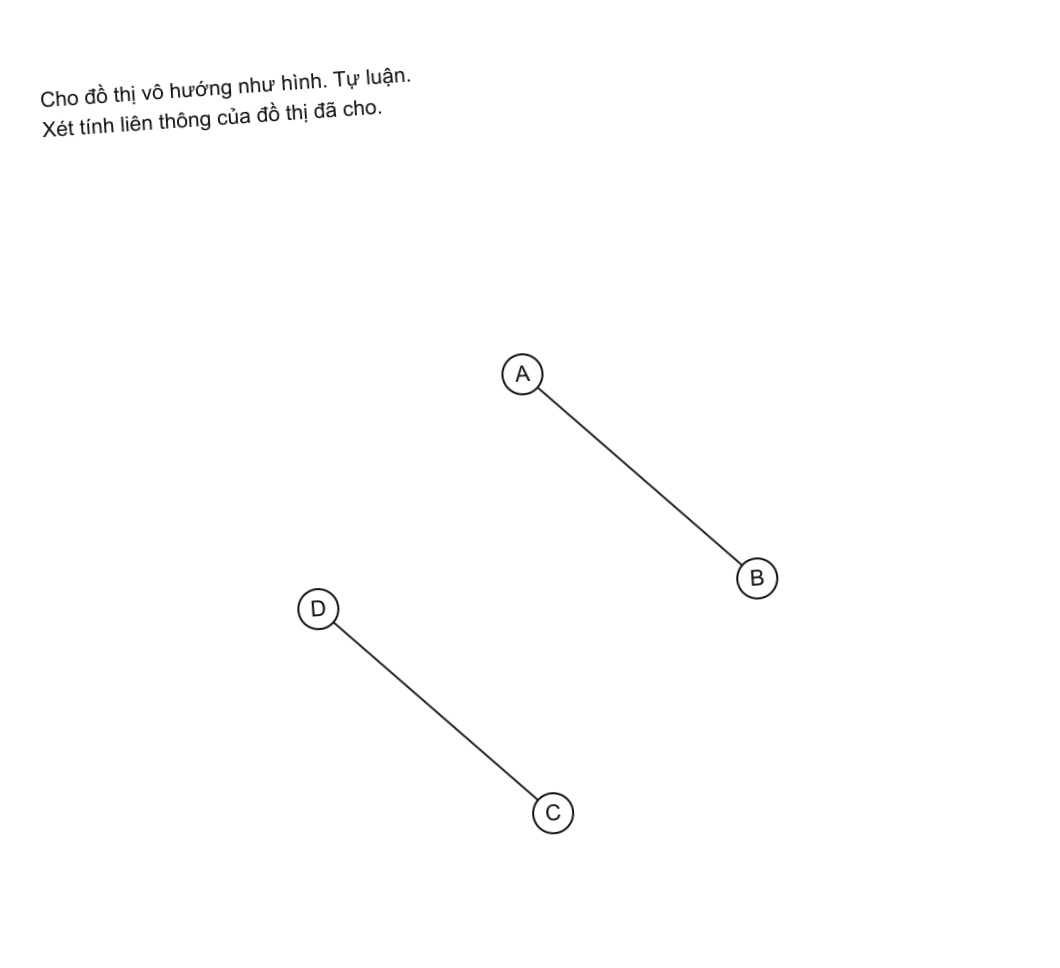 Cho đồ thị vô hướng như hình. Tự luận.
Xét tính liên thông của đồ thị đã cho.
A
B
D
C